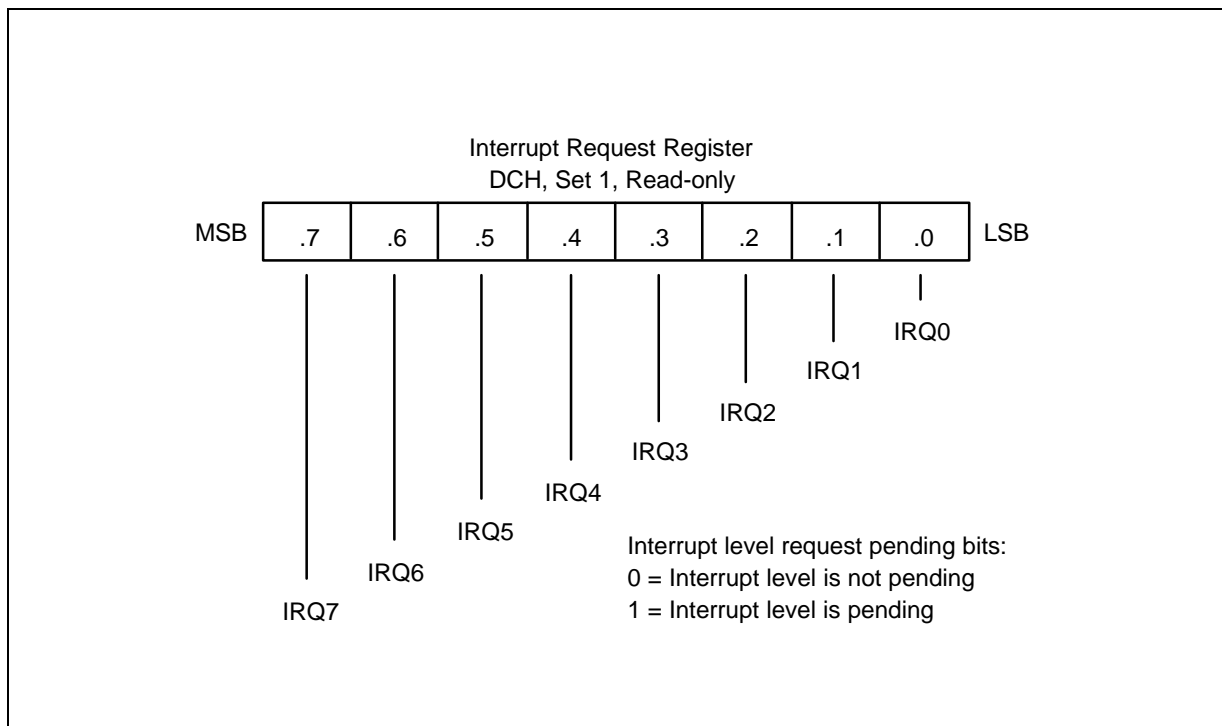 Interrupt Request Register
DCH, Set 1, Read-only
MSB .7 .6 .5 .4 .3 .2 .1 .0 LSB
IRQ0
IRQ1
IRQ2
IRQ3
IRQ4
IRQ5
IRQ6
IRQ7
Interrupt level request pending bits:
0 = Interrupt level is not pending
1 = Interrupt level is pending